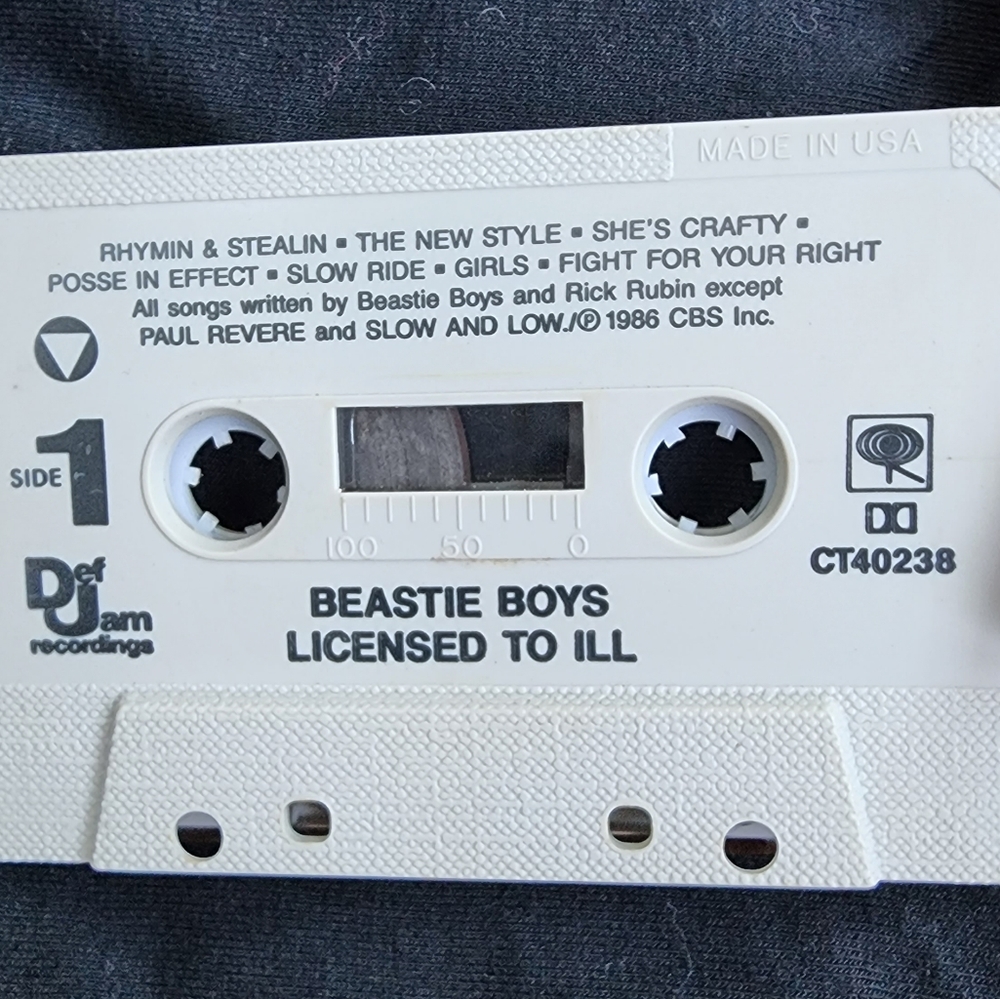 MADE IN USA
RHYMIN & STEALIN ▪ THE NEW STYLE ▪ SHE'S CRAFTY ▪
POSSE IN EFFECT ▪ SLOW RIDE ▪ GIRLS ▪ FIGHT FOR YOUR RIGHT
All songs written by Beastie Boys and Rick Rubin except
PAUL REVERE and SLOW AND LOW./℗ 1986 CBS Inc.
SIDE 1
100 50 0
CT40238
Def Jam
recordings
BEASTIE BOYS
LICENSED TO ILL